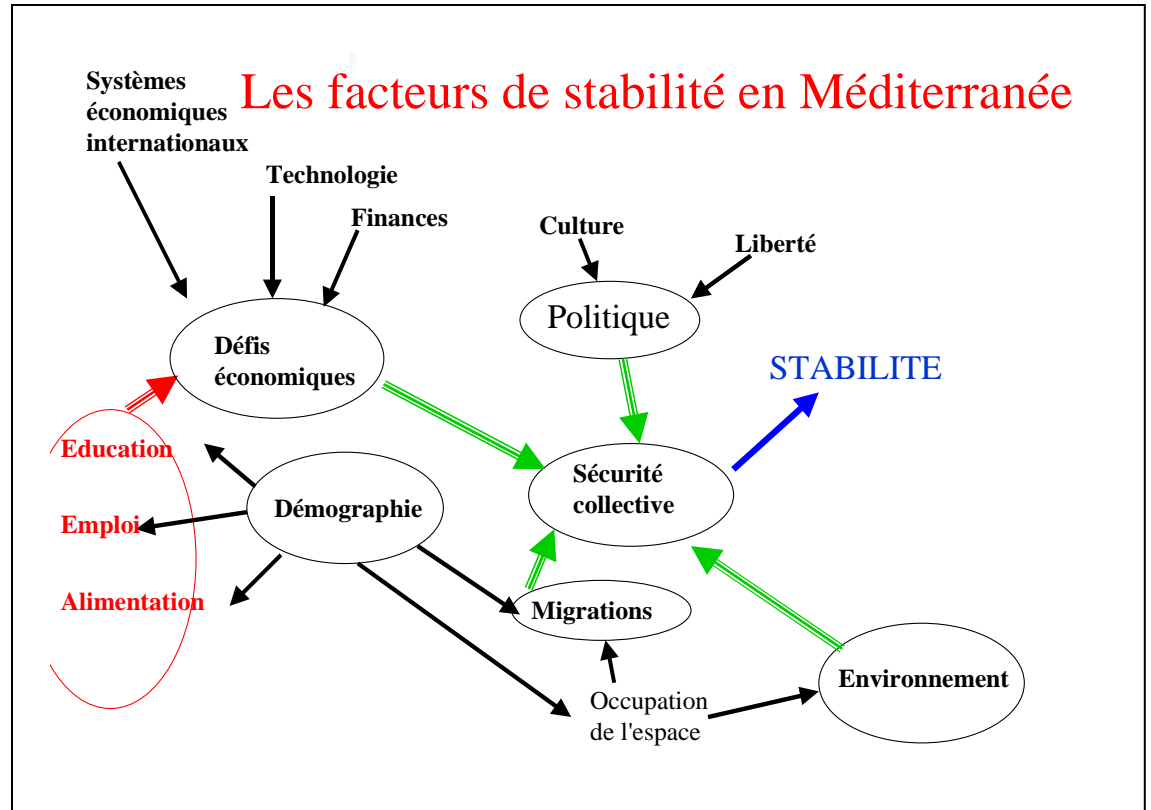 Les facteurs de stabilité en Méditerranée
Systèmes
économiques
internaux
Technologie
Finances
Culture
Liberté
Politique
Défis
économiques
STABILITE
Education
Emploi
Alimentation
Démographie
Sécurité
collective
Migrations
Environnement
Occupation
de l'espace